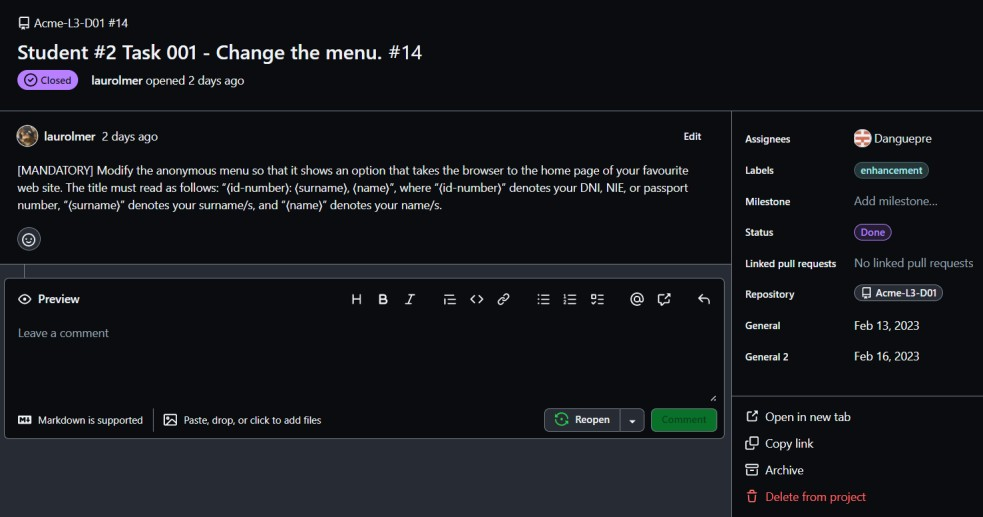 Acme-L3-D01 #14
Student #2 Task 001 - Change the menu. #14
Closed laurolmer opened 2 days ago
laurolmer 2 days ago Edit
[MANDATORY] Modify the anonymous menu so that it shows an option that takes the browser to the home page of your favourite
web site. The title must read as follows: “⟨id-number⟩: ⟨surname⟩, ⟨name⟩”, where “⟨id-number⟩” denotes your DNI, NIE, or passport
number, “⟨surname⟩” denotes your surname/s, and “⟨name⟩” denotes your name/s.
Preview
Leave a comment
Markdown is supported
Paste, drop, or click to add files
Reopen
Comment
Assignees Danguepre
Labels enhancement
Milestone Add milestone...
Status Done
Linked pull requests No linked pull requests
Repository Acme-L3-D01
General Feb 13, 2023
General 2 Feb 16, 2023
Open in new tab
Copy link
Archive
Delete from project